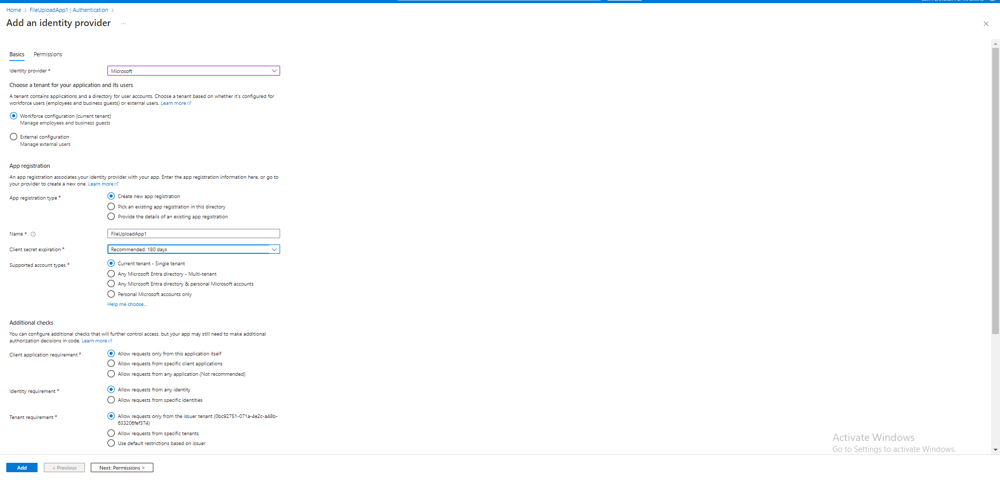 Home > FileUploadApp1 | Authentication >
Add an identity provider ...
Basics Permissions
Identity provider * Microsoft
Choose a tenant for your application and its users
A tenant contains applications and a directory for user accounts. Choose a tenant based on whether it's configured for
workforce users (employees and business guests) or external users. Learn more
Workforce configuration (current tenant)
Manage employees and business guests
External configuration
Manage external users
App registration
An app registration associates your identity provider with your app. Enter the app registration information here, or go to
your provider to create a new one. Learn more
App registration type * Create new app registration
Pick an existing app registration in this directory
Provide the details of an existing app registration
Name * FileUploadApp1
Client secret expiration * Recommended: 180 days
Supported account types * Current tenant - Single tenant
Any Microsoft Entra directory - Multi-tenant
Any Microsoft Entra directory & personal Microsoft accounts
Personal Microsoft accounts only
Help me choose...
Additional checks
You can configure additional checks that will further control access, but your app may still need to make additional
authorization decisions in code. Learn more
Client application requirement * Allow requests only from this application itself
Allow requests from specific client applications
Allow requests from any application (Not recommended)
Identity requirement * Allow requests from any identity
Allow requests from specific identities
Tenant requirement * Allow requests only from the issuer tenant (0bc92751-071a-4e2c-a48b-
633206fef374)
Allow requests from specific tenants
Use default restrictions based on issuer
Activate Windows
Go to Settings to activate Windows.
Add < Previous Next: Permissions >